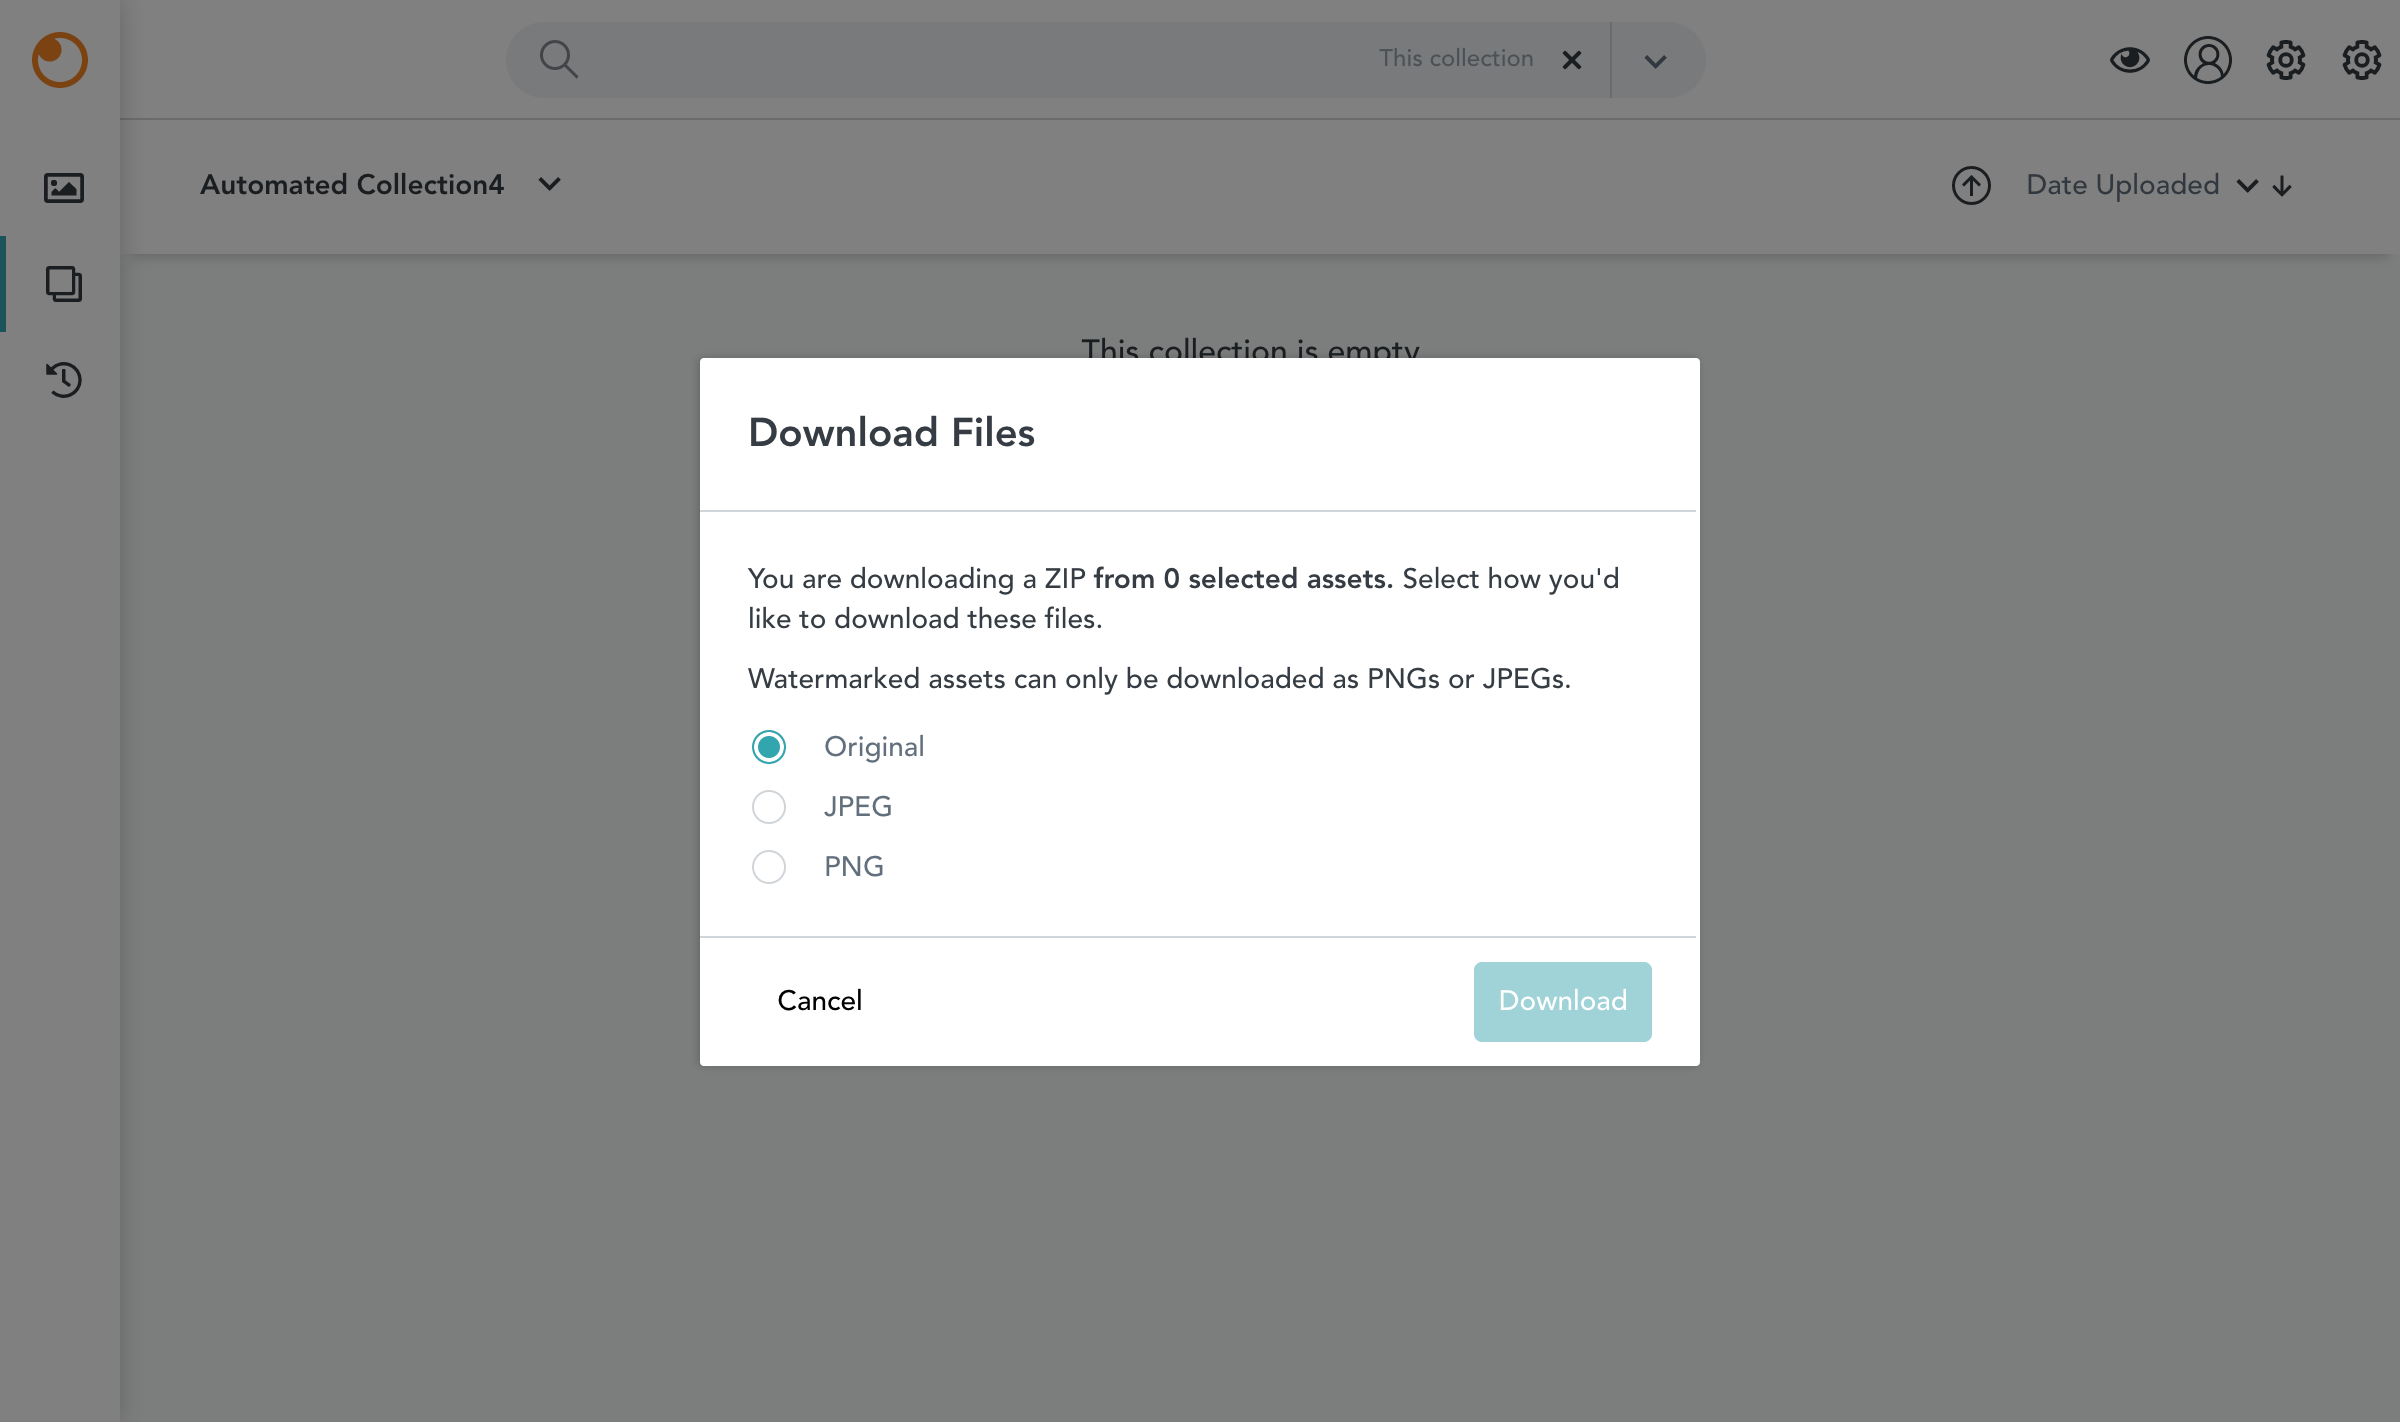 This collection
Automated Collection4
Date Uploaded
This collection is empty
Download Files
You are downloading a ZIP from 0 selected assets. Select how you'd
like to download these files.
Watermarked assets can only be downloaded as PNGs or JPEGs.
Original
JPEG
PNG
Cancel
Download